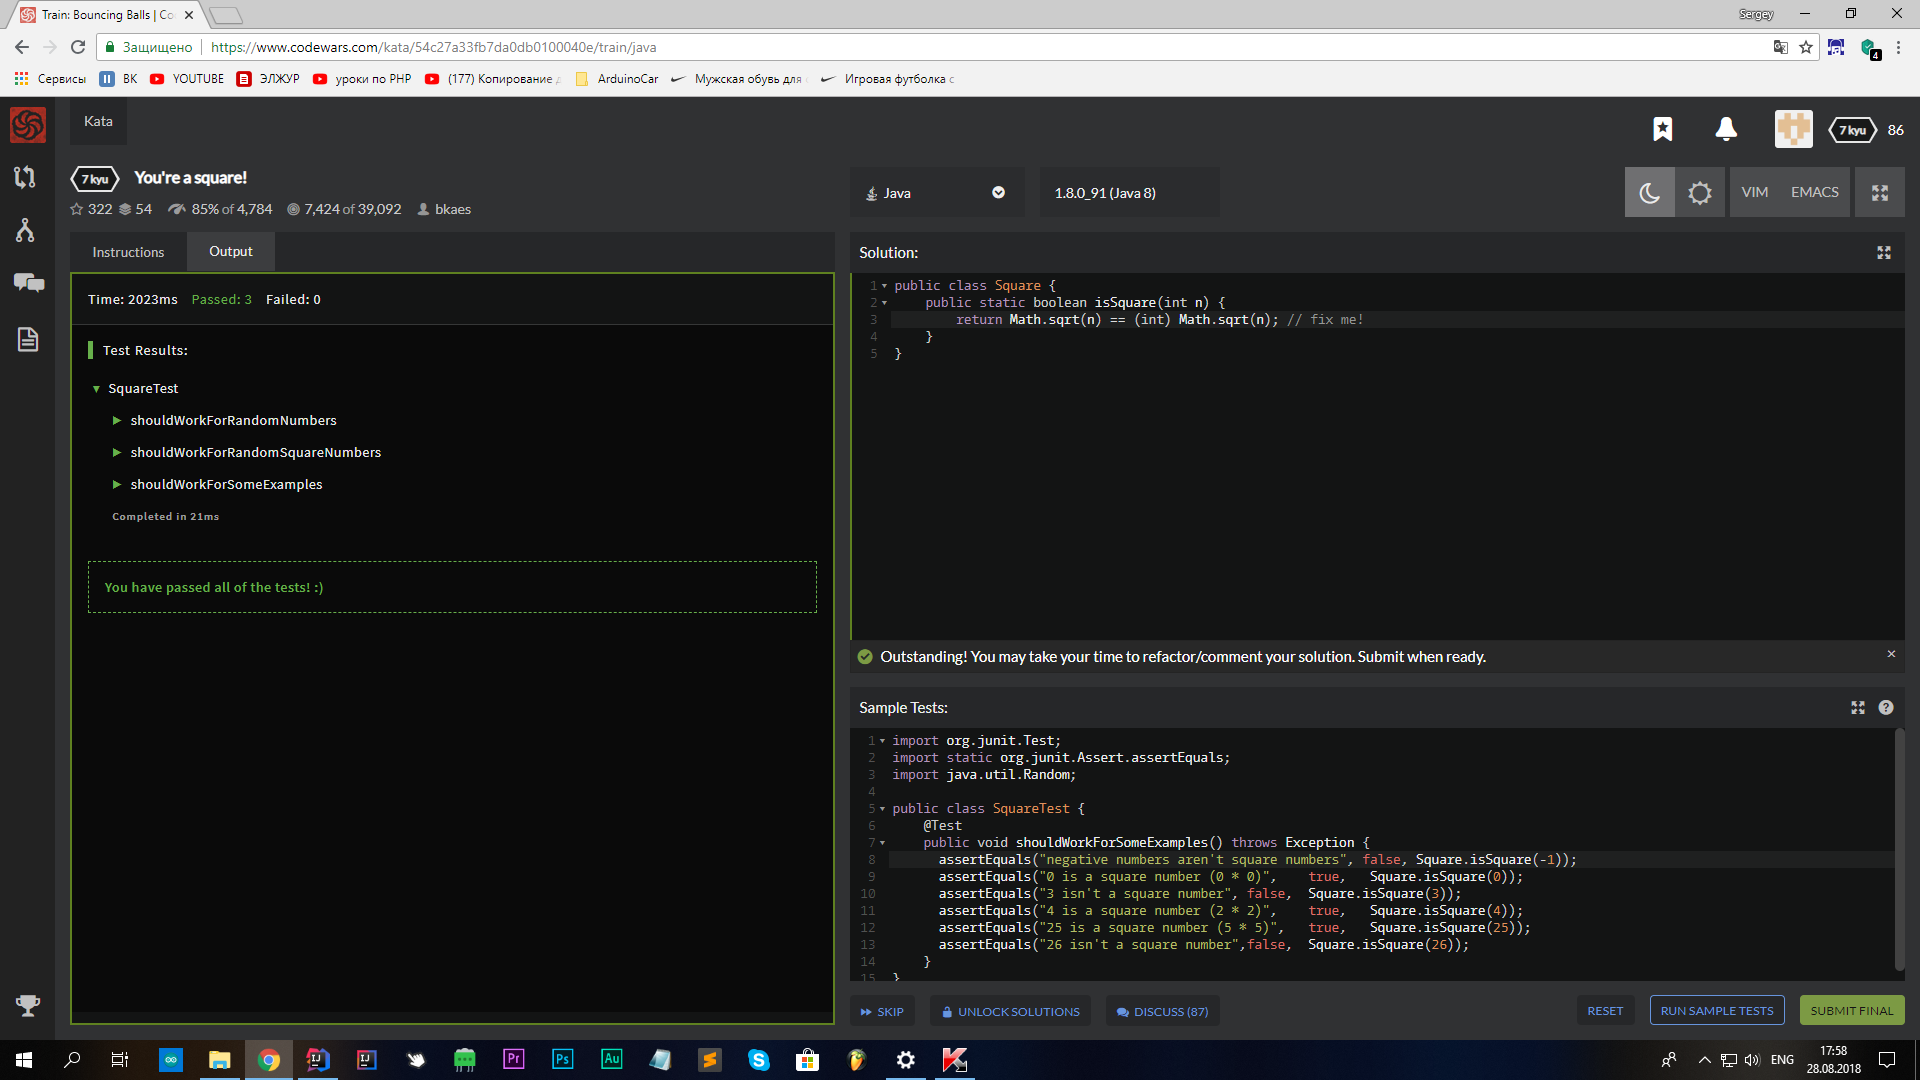 Train: Bouncing Balls | Co
Sergey
Защищено
https://www.codewars.com/kata/54c27a33fb7da0db0100040e/train/java
4
Сервисы
ВК
YOUTUBE
ЭЛЖУР
уроки по PHP
(177) Копирование
ArduinoCar
Мужская обувь для
Игровая футболка с
Kata
7 kyu
86
7 kyu
You're a square!
322
54
85% of 4,784
7,424 of 39,092
bkaes
Java
1.8.0_91 (Java 8)
VIM
EMACS
Instructions
Output
Time: 2023ms Passed: 3 Failed: 0
Test Results:
SquareTest
shouldWorkForRandomNumbers
shouldWorkForRandomSquareNumbers
shouldWorkForSomeExamples
Completed in 21ms
You have passed all of the tests! :)
Solution:
1 public class Square {
2 public static boolean isSquare(int n) {
3 return Math.sqrt(n) == (int) Math.sqrt(n); // fix me!
4 }
5 }
Outstanding! You may take your time to refactor/comment your solution. Submit when ready.
Sample Tests:
1 import org.junit.Test;
2 import static org.junit.Assert.assertEquals;
3 import java.util.Random;
4
5 public class SquareTest {
6 @Test
7 public void shouldWorkForSomeExamples() throws Exception {
8 assertEquals("negative numbers aren't square numbers", false, Square.isSquare(-1));
9 assertEquals("0 is a square number (0 * 0)", true, Square.isSquare(0));
10 assertEquals("3 isn't a square number", false, Square.isSquare(3));
11 assertEquals("4 is a square number (2 * 2)", true, Square.isSquare(4));
12 assertEquals("25 is a square number (5 * 5)", true, Square.isSquare(25));
13 assertEquals("26 isn't a square number",false, Square.isSquare(26));
14 }
15 }
SKIP
UNLOCK SOLUTIONS
DISCUSS (87)
RESET
RUN SAMPLE TESTS
SUBMIT FINAL
IJ
IJ
Pr
Ps
Au
ENG
17:58
28.08.2018